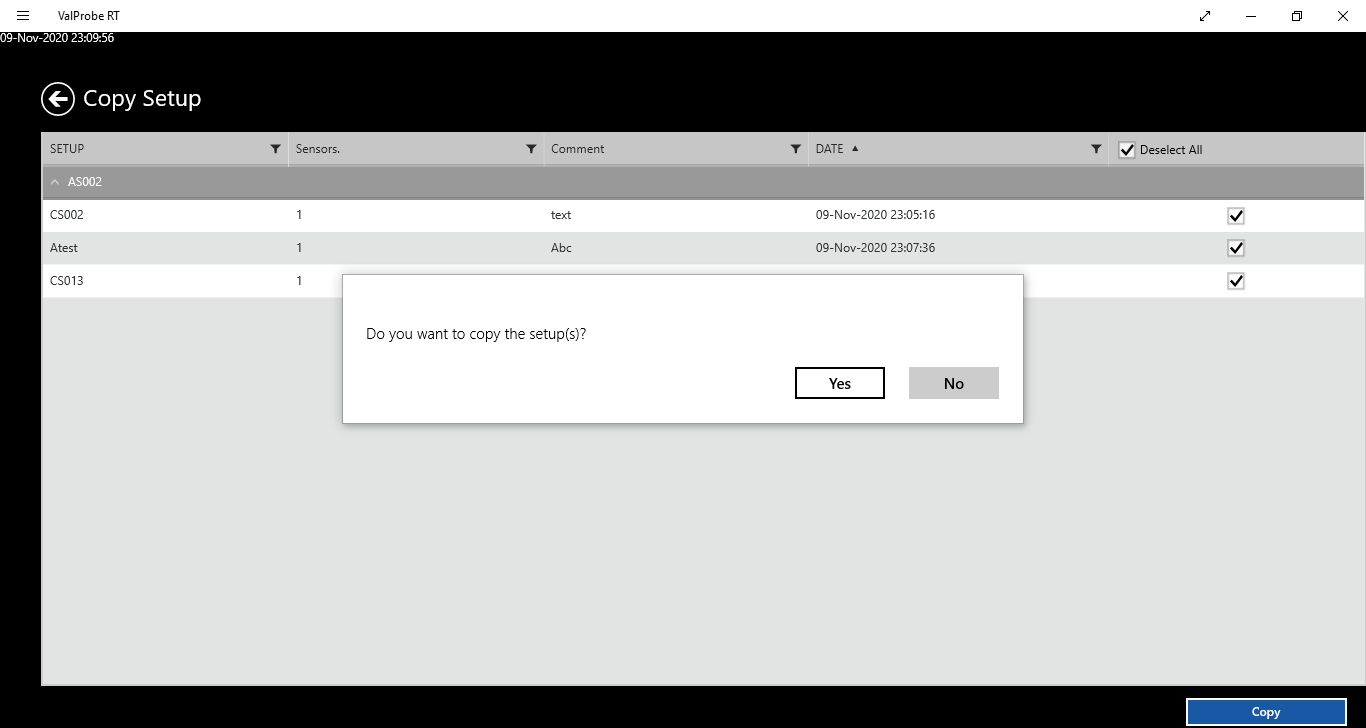 ValProbe RT
09-Nov-2020 23:09:56
Copy Setup
SETUP Sensors. Comment DATE Deselect All
AS002
CS002 1 text 09-Nov-2020 23:05:16
Atest 1 Abc 09-Nov-2020 23:07:36
CS013 1
Do you want to copy the setup(s)?
Yes No
Copy